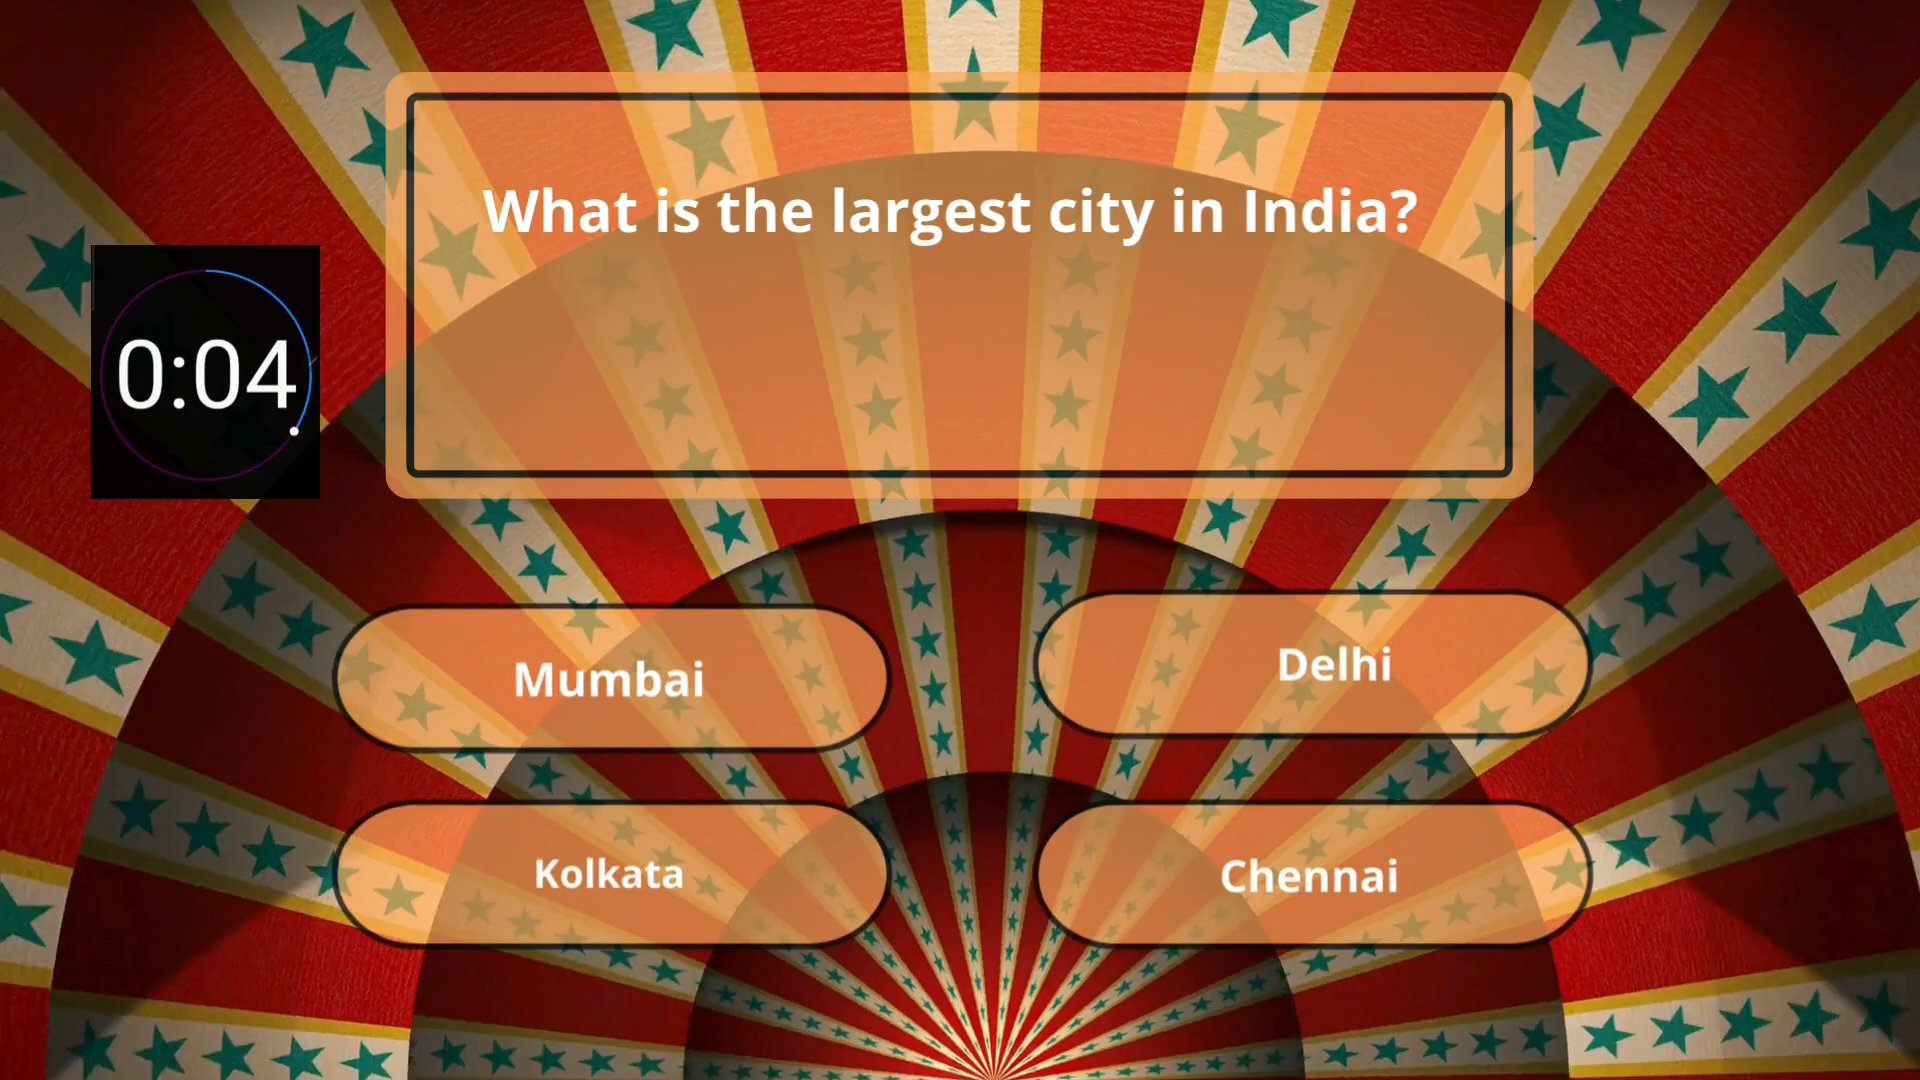 What is the largest city in India?
0:04
Mumbai
Delhi
Kolkata
Chennai